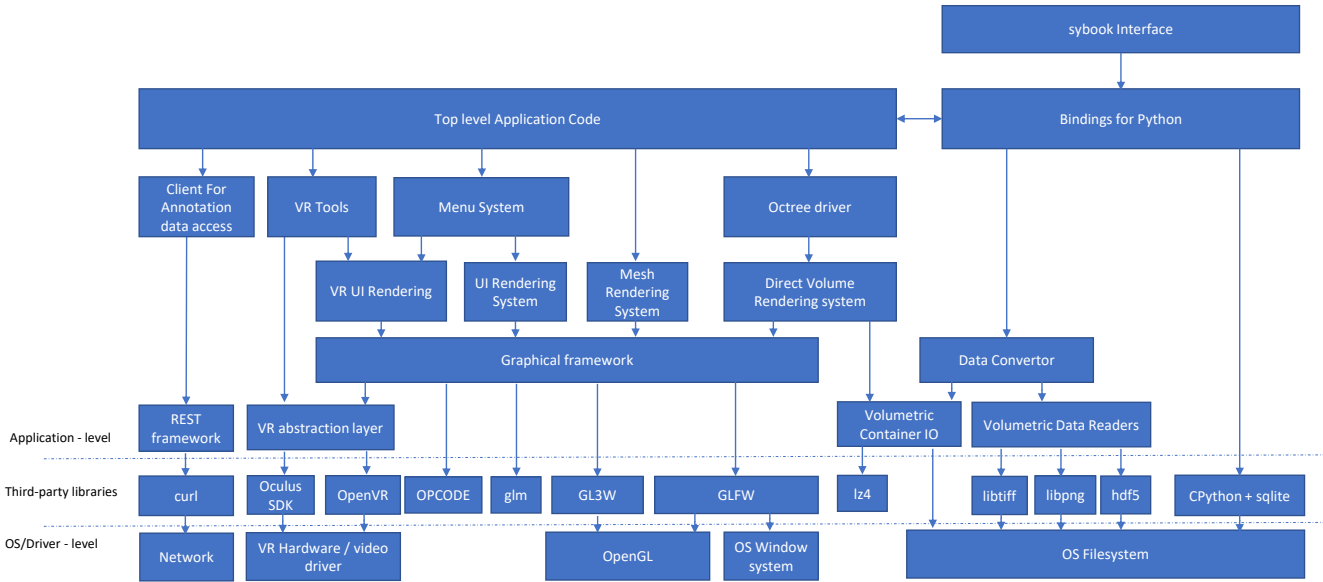 sybook Interface
Top level Application Code
Bindings for Python
Client For
Annotation
data access
VR Tools
Menu System
Octree driver
VR UI Rendering
UI Rendering
System
Mesh
Rendering
System
Direct Volume
Rendering system
Graphical framework
Data Convertor
REST
framework
VR abstraction layer
Volumetric
Container IO
Volumetric Data Readers
Application - level
Third-party libraries
curl
Oculus
SDK
OpenVR
OPCODE
glm
GL3W
GLFW
lz4
libtiff
libpng
hdf5
CPython + sqlite
OS/Driver - level
Network
VR Hardware / video
driver
OpenGL
OS Window
system
OS Filesystem